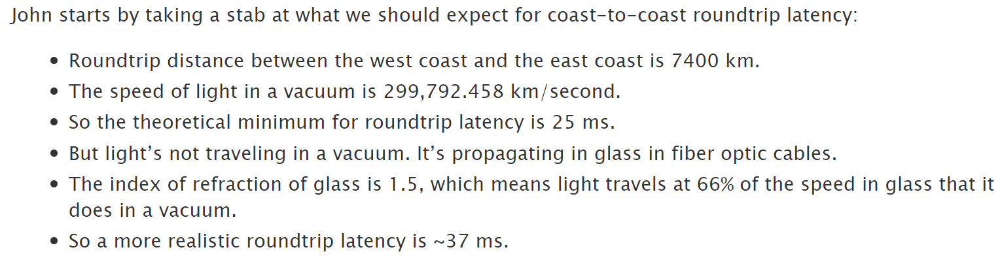 John starts by taking a stab at what we should expect for coast-to-coast roundtrip latency:
• Roundtrip distance between the west coast and the east coast is 7400 km.
• The speed of light in a vacuum is 299,792.458 km/second.
• So the theoretical minimum for roundtrip latency is 25 ms.
• But light’s not traveling in a vacuum. It’s propagating in glass in fiber optic cables.
• The index of refraction of glass is 1.5, which means light travels at 66% of the speed in glass that it
does in a vacuum.
• So a more realistic roundtrip latency is ~37 ms.